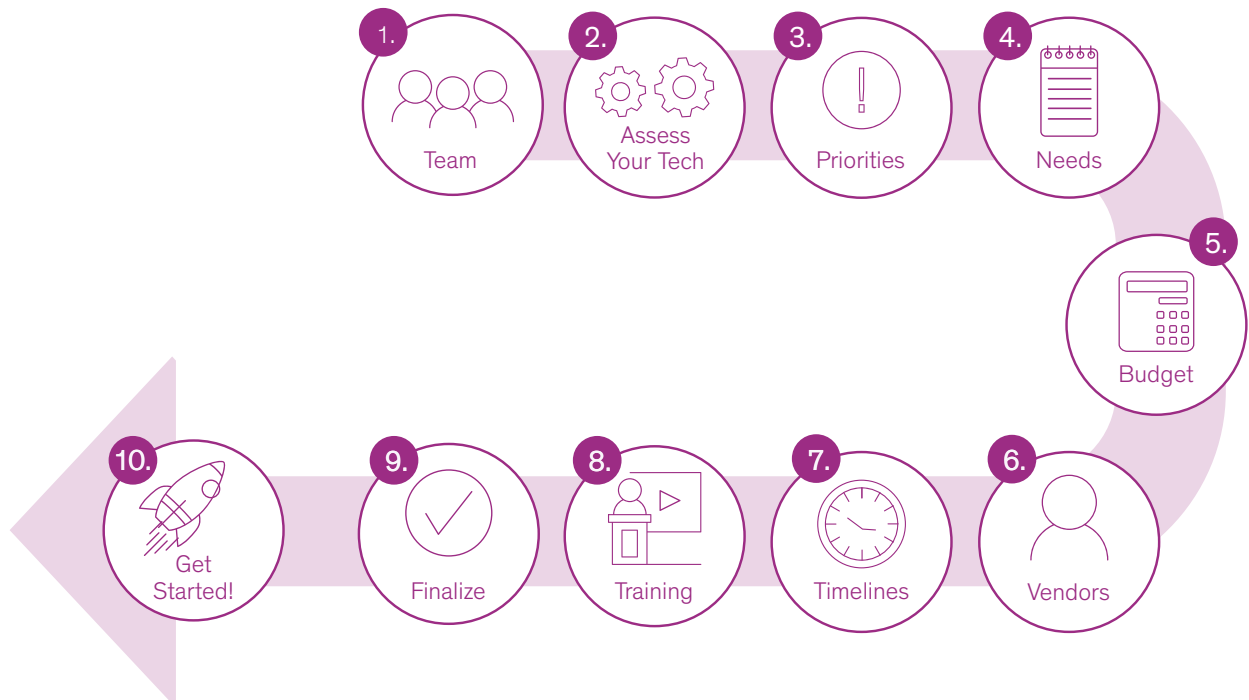 1.
Team
2.
Assess
Your Tech
3.
Priorities
4.
Needs
5.
Budget
6.
Vendors
7.
Timelines
8.
Training
9.
Finalize
10.
Get
Started!